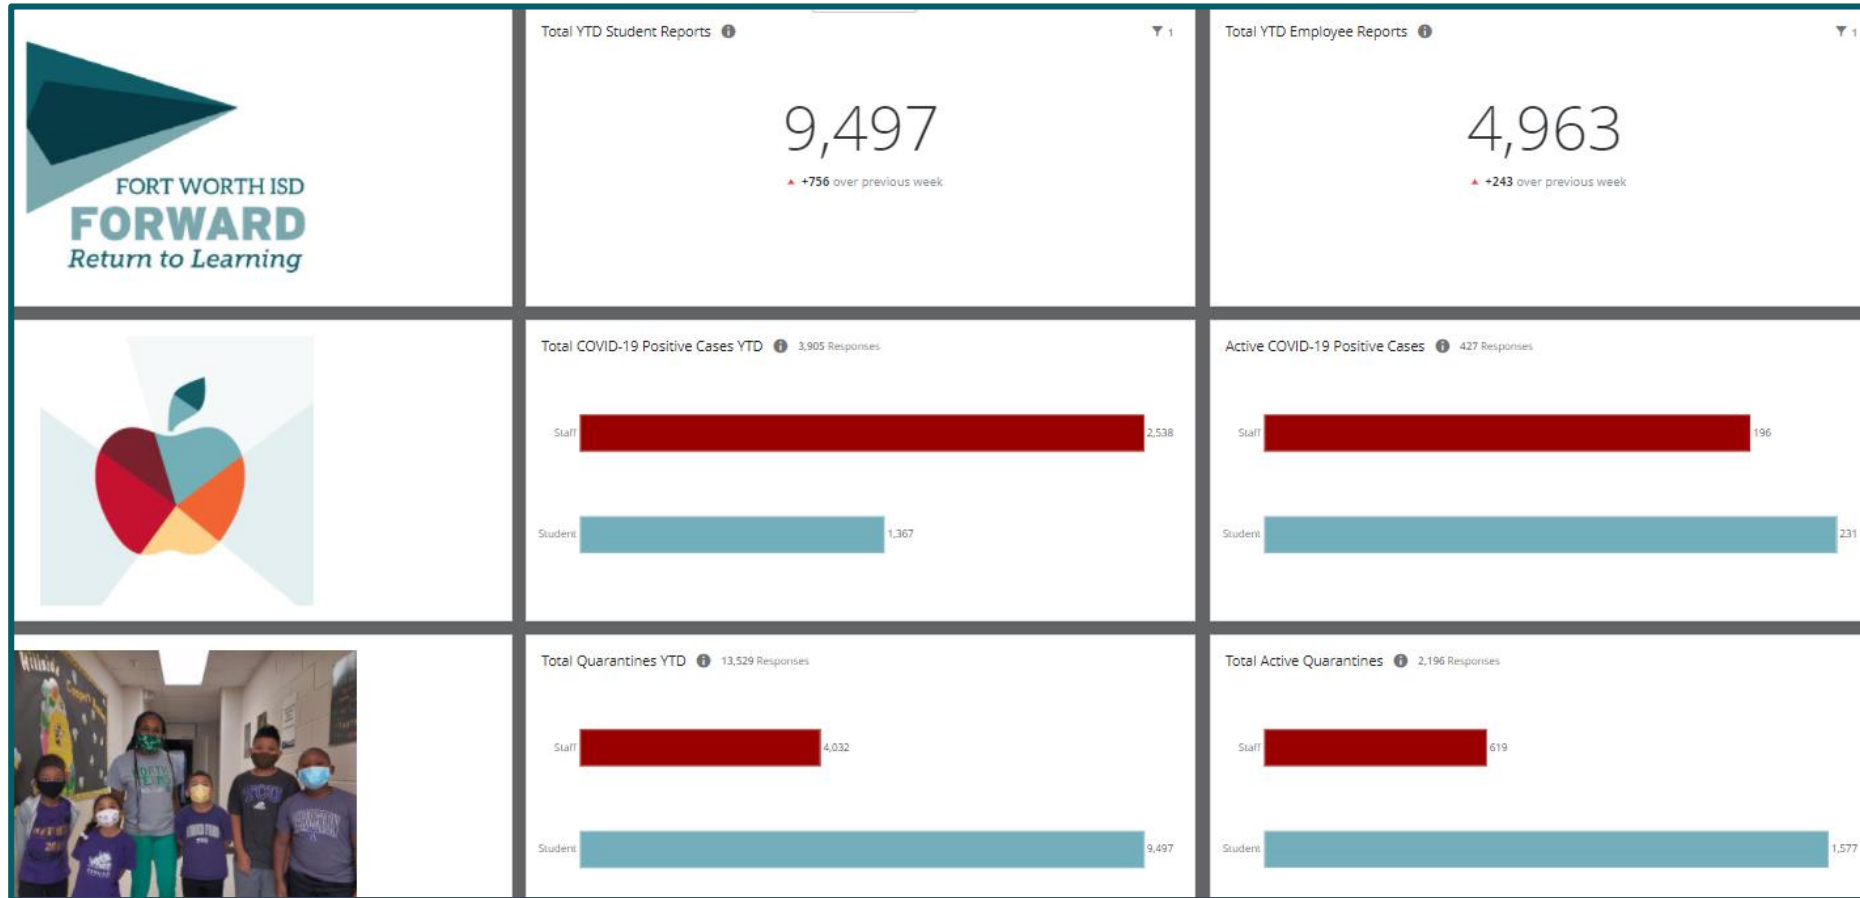 FORT WORTH ISD
FORWARD
Return to Learning
Total YTD Student Reports
1
9,497
+756 over previous week
Total YTD Employee Reports
1
4,963
+243 over previous week
Total COVID-19 Positive Cases YTD 3,905 Responses
Staff 2,538
Student 1,367
Active COVID-19 Positive Cases 427 Responses
Staff 196
Student 231
Hillside
Total Quarantines YTD 13,529 Responses
Staff 4,032
Student 9,497
Total Active Quarantines 2,196 Responses
Staff 619
Student 1,577